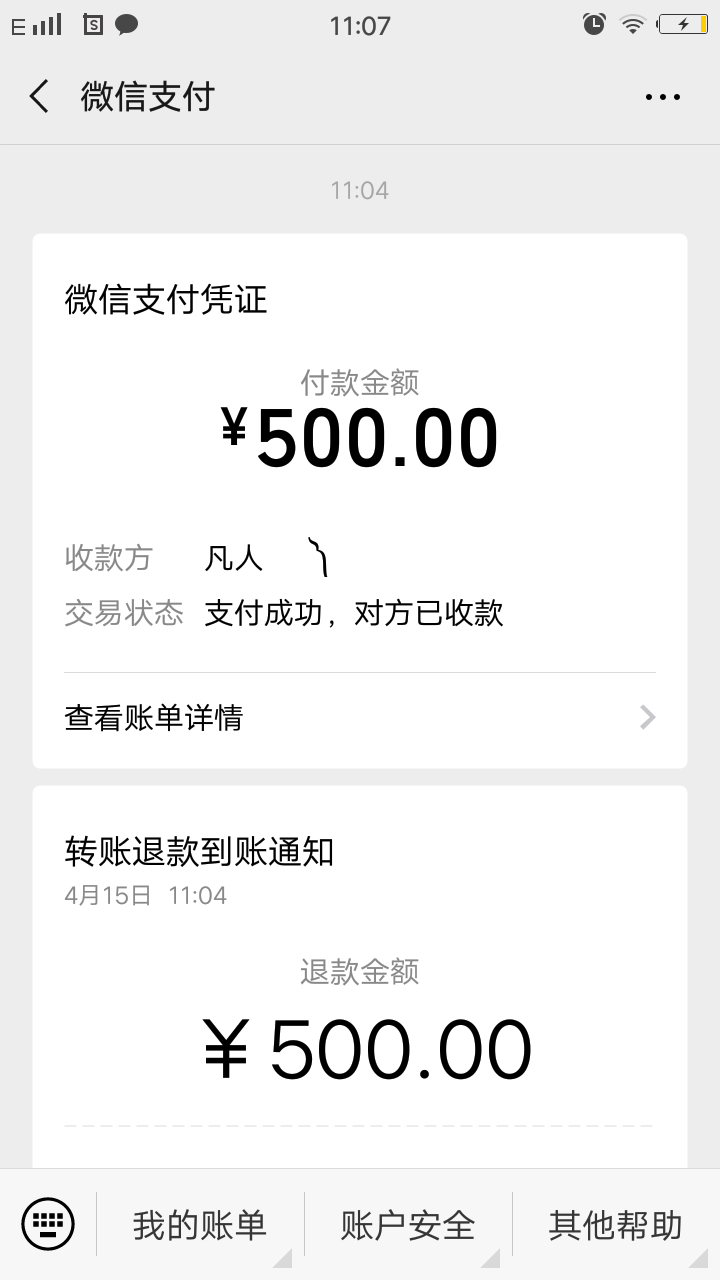 11:07
微信支付
11:04
微信支付凭证
付款金额
¥500.00
收款方 凡人
交易状态 支付成功，对方已收款
查看账单详情
转账退款到账通知
4月15日 11:04
退款金额
¥500.00
我的账单 账户安全 其他帮助